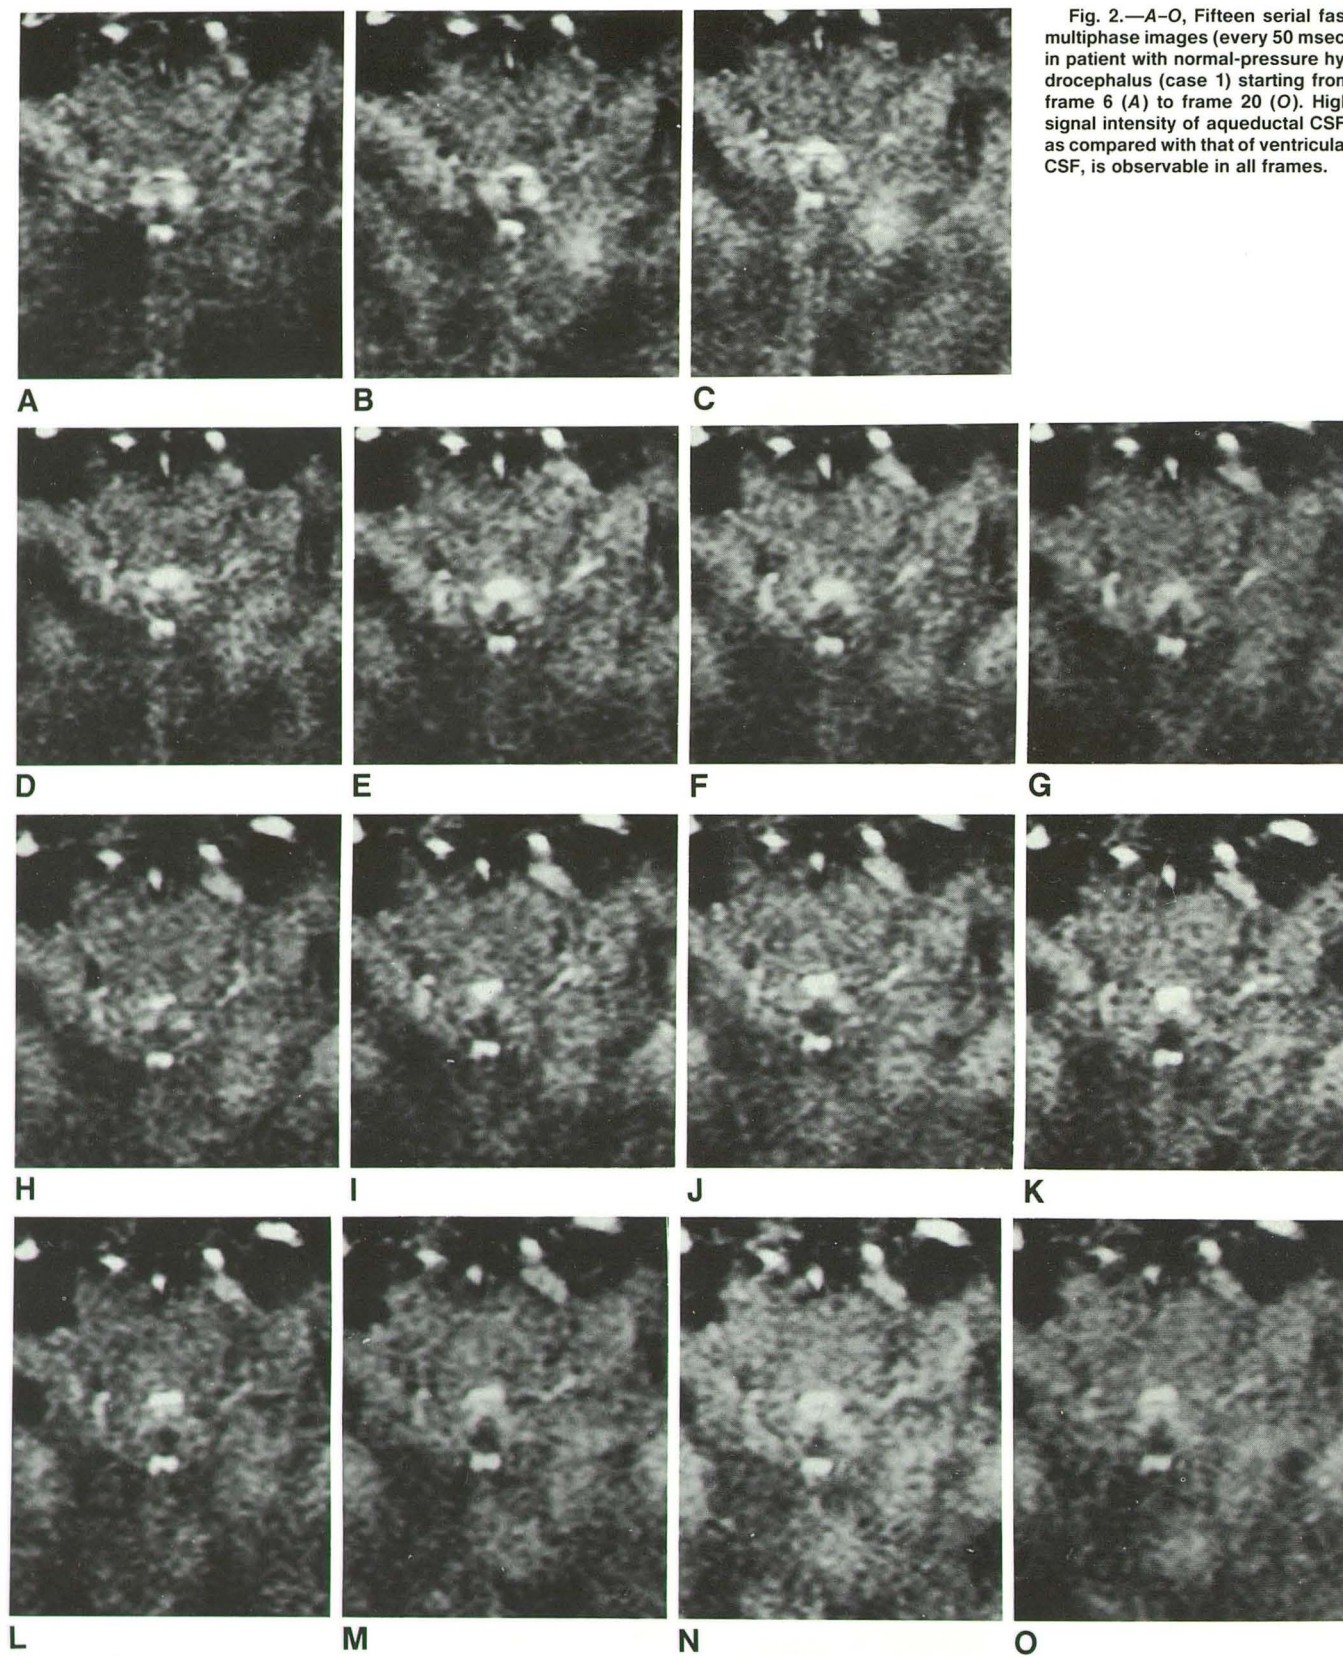 Fig. 2.—A–O, Fifteen serial fas
multiphase images (every 50 msec
in patient with normal-pressure hy-
drocephalus (case 1) starting from
frame 6 (A) to frame 20 (O). High
signal intensity of aqueductal CSF
as compared with that of ventricula
CSF, is observable in all frames.
A
B
C
D
E
F
G
H
I
J
K
L
M
N
O